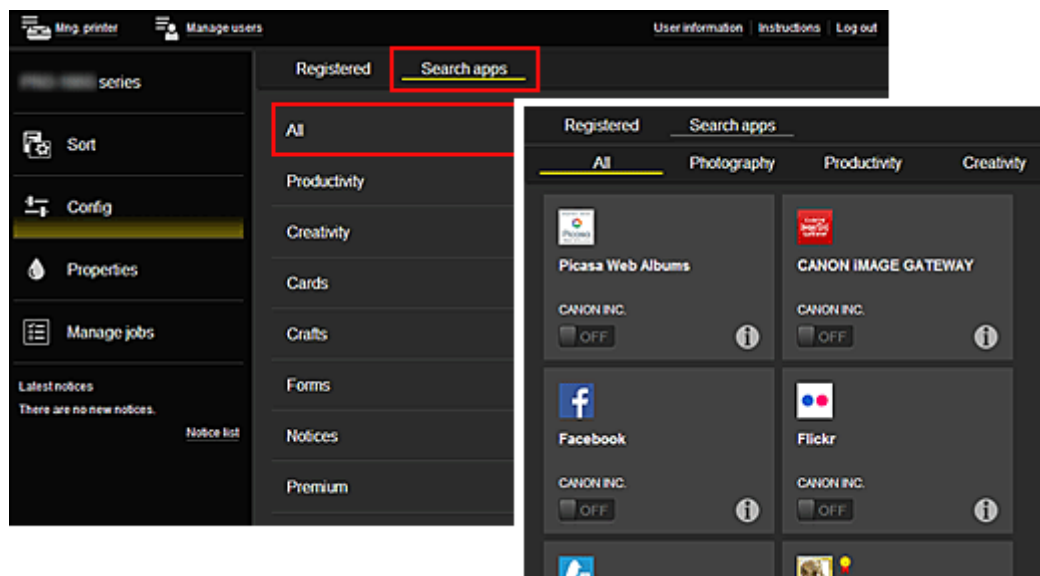 Mng. printer
Manage users
User information
Instructions
Log out
series
Sort
Config
Properties
Manage jobs
Latest notices
There are no new notices.
Notice list
Registered
Search apps
All
Productivity
Creativity
Cards
Crafts
Forms
Notices
Premium
Registered
Search apps
All
Photography
Productivity
Creativity
Picasa
Picasa Web Albums
CANON INC.
OFF
CANON iMAGE GATEWAY
CANON INC.
OFF
Facebook
CANON INC.
OFF
Flickr
CANON INC.
OFF